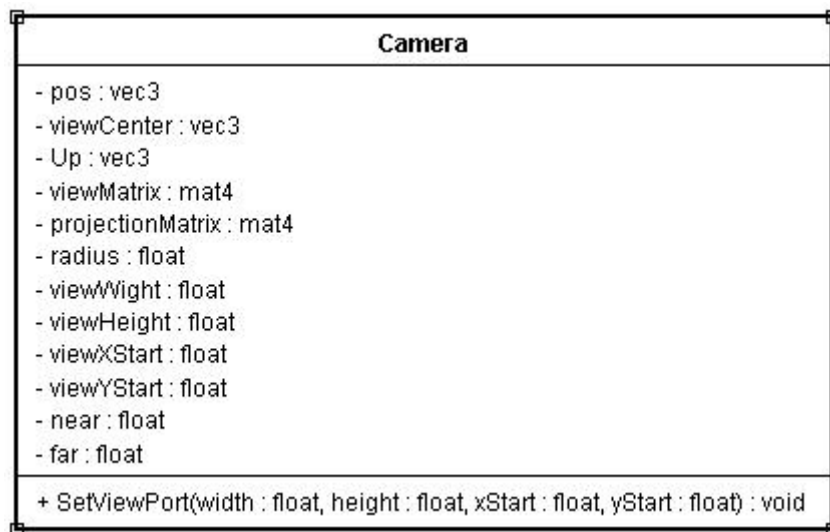 Camera
- pos : vec3
- viewCenter : vec3
- Up : vec3
- viewMatrix : mat4
- projectionMatrix : mat4
- radius : float
- viewWight : float
- viewHeight : float
- viewXStart : float
- viewYStart : float
- near : float
- far : float
+ SetViewPort(width : float, height : float, xStart : float, yStart : float) : void